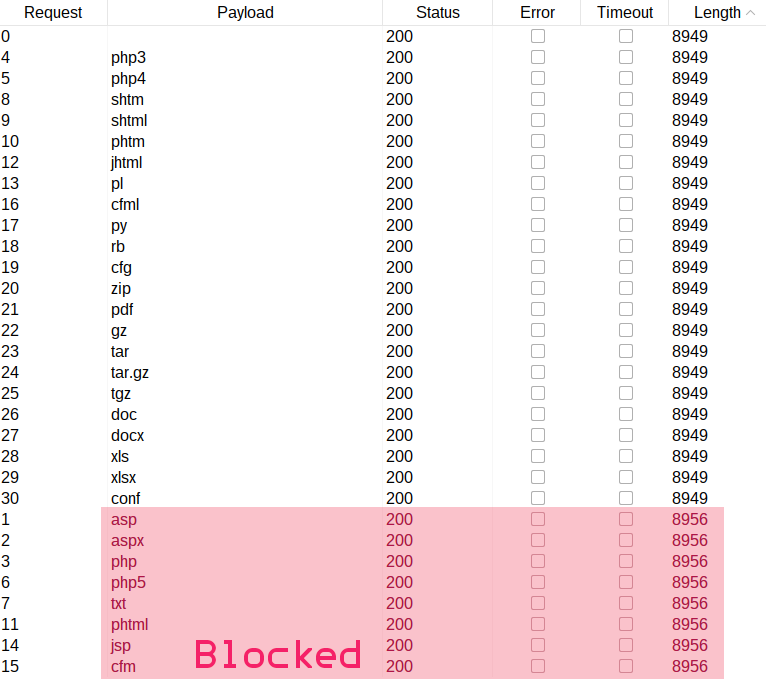 Request Payload Status Error Timeout Length
0 200 8949
4 php3 200 8949
5 php4 200 8949
8 shtm 200 8949
9 shtml 200 8949
10 phtm 200 8949
12 jhtml 200 8949
13 pl 200 8949
16 cfml 200 8949
17 py 200 8949
18 rb 200 8949
19 cfg 200 8949
20 zip 200 8949
21 pdf 200 8949
22 gz 200 8949
23 tar 200 8949
24 tar.gz 200 8949
25 tgz 200 8949
26 doc 200 8949
27 docx 200 8949
28 xls 200 8949
29 xlsx 200 8949
30 conf 200 8949
1 asp 200 8956
2 aspx 200 8956
3 php 200 8956
6 php5 200 8956
7 txt 200 8956
11 phtml 200 8956
14 jsp 200 8956
15 cfm 200 8956
Blocked